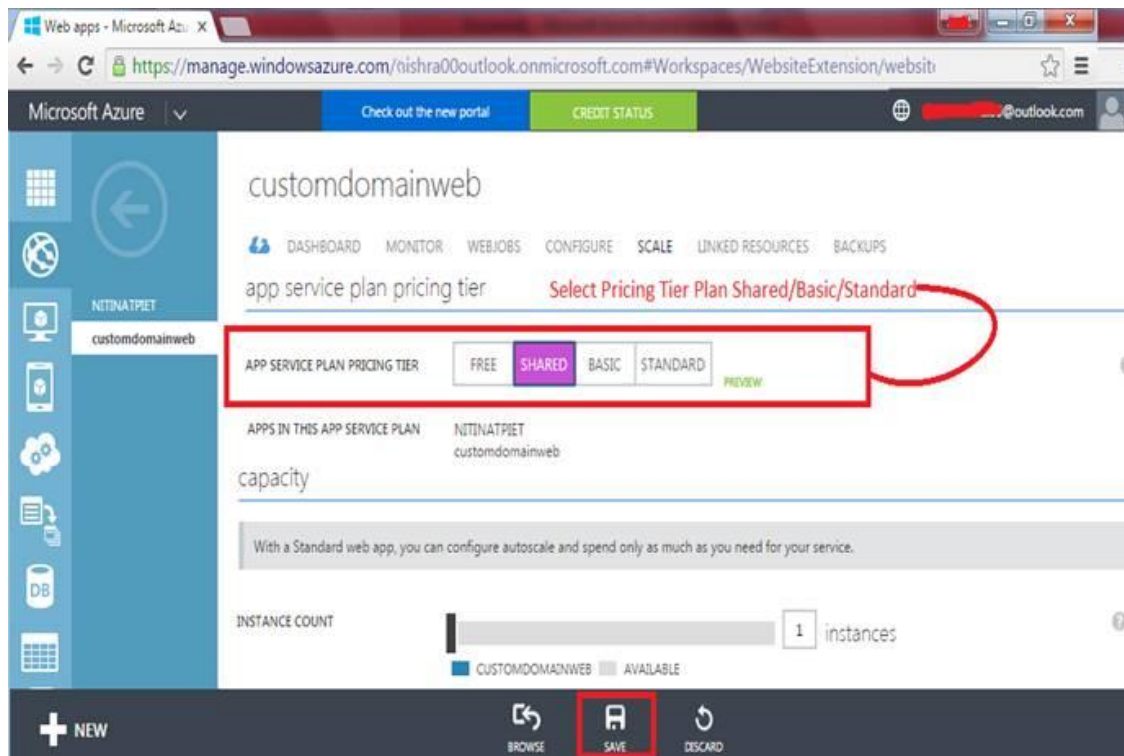 Web apps - Microsoft Azu
https://manage.windowsazure.com/nishra00outlook.onmicrosoft.com#Workspaces/WebsiteExtension/website
Microsoft Azure
Check out the new portal
CREDIT STATUS
@outlook.com
customdomainweb
DASHBOARD MONITOR WEBJOBS CONFIGURE SCALE LINKED RESOURCES BACKUPS
app service plan pricing tier
Select Pricing Tier Plan Shared/Basic/Standard
NITINATPIET
customdomainweb
APP SERVICE PLAN PRICING TIER
FREE SHARED BASIC STANDARD
PREVIEW
APPS IN THIS APP SERVICE PLAN
NITINATPIET
customdomainweb
capacity
With a Standard web app, you can configure autoscale and spend only as much as you need for your service.
DB
INSTANCE COUNT
1 instances
CUSTOMDOMAINWEB AVAILABLE
NEW
BROWSE
SAVE
DISCARD